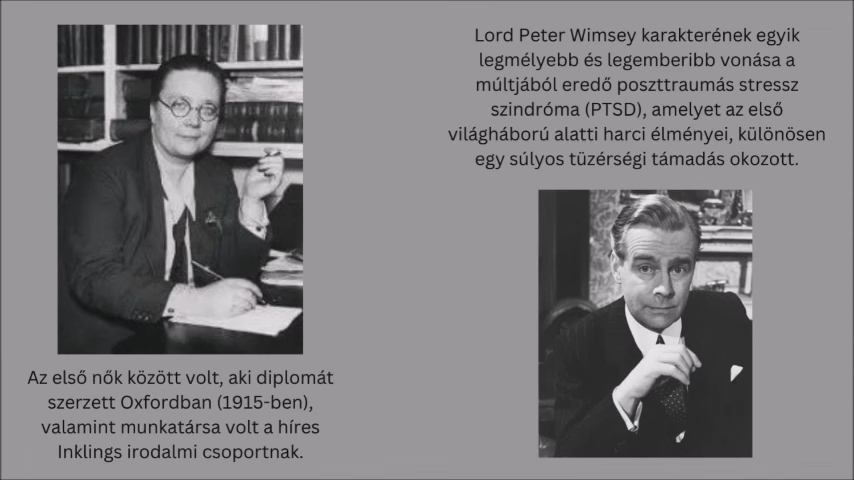 Lord Peter Wimsey karakterének egyik
legmélyebb és legemberibb vonása a
múltjából eredő poszttraumás stressz
szindróma (PTSD), amelyet az első
világháború alatti harci élményei, különösen
egy súlyos tüzérségi támadás okozott.
Az első nők között volt, aki diplomát
szerzett Oxfordban (1915-ben),
valamint munkatársa volt a híres
Inklings irodalmi csoportnak.